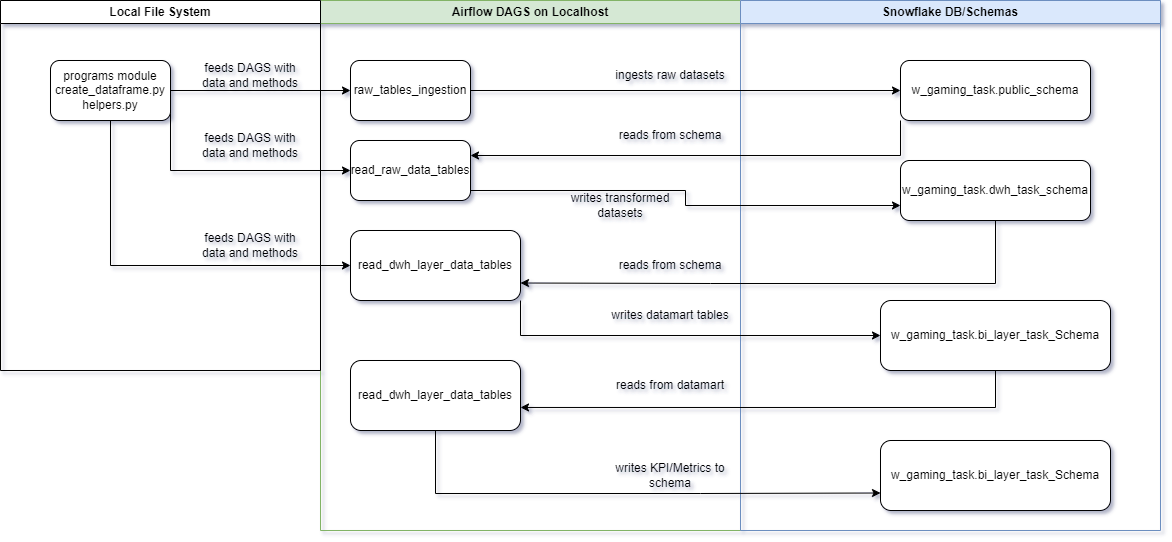 Local File System
Airflow DAGS on Localhost
Snowflake DB/Schemas
programs module
create_dataframe.py
helpers.py
feeds DAGS with
data and methods
raw_tables_ingestion
ingests raw datasets
w_gaming_task.public_schema
feeds DAGS with
data and methods
reads from schema
read_raw_data_tables
w_gaming_task.dwh_task_schema
writes transformed
datasets
feeds DAGS with
data and methods
read_dwh_layer_data_tables
reads from schema
writes datamart tables
w_gaming_task.bi_layer_task_Schema
read_dwh_layer_data_tables
reads from datamart
writes KPI/Metrics to
schema
w_gaming_task.bi_layer_task_Schema